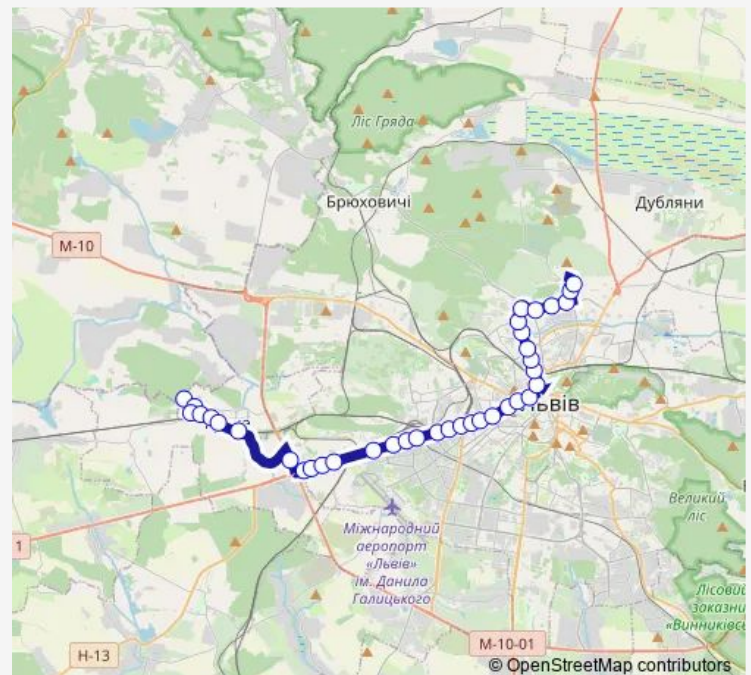 Ліс Гряда
Брюховичі
Дубляни
М-10
ЬВІВ
Великий
ліс
1
Міжнародний
аеропорт
«Львів»
ім. Данила
Галицького
Лісовий
заказни
«Винниківсь
Н-13
М-10-01
© OpenStreetMap contributors